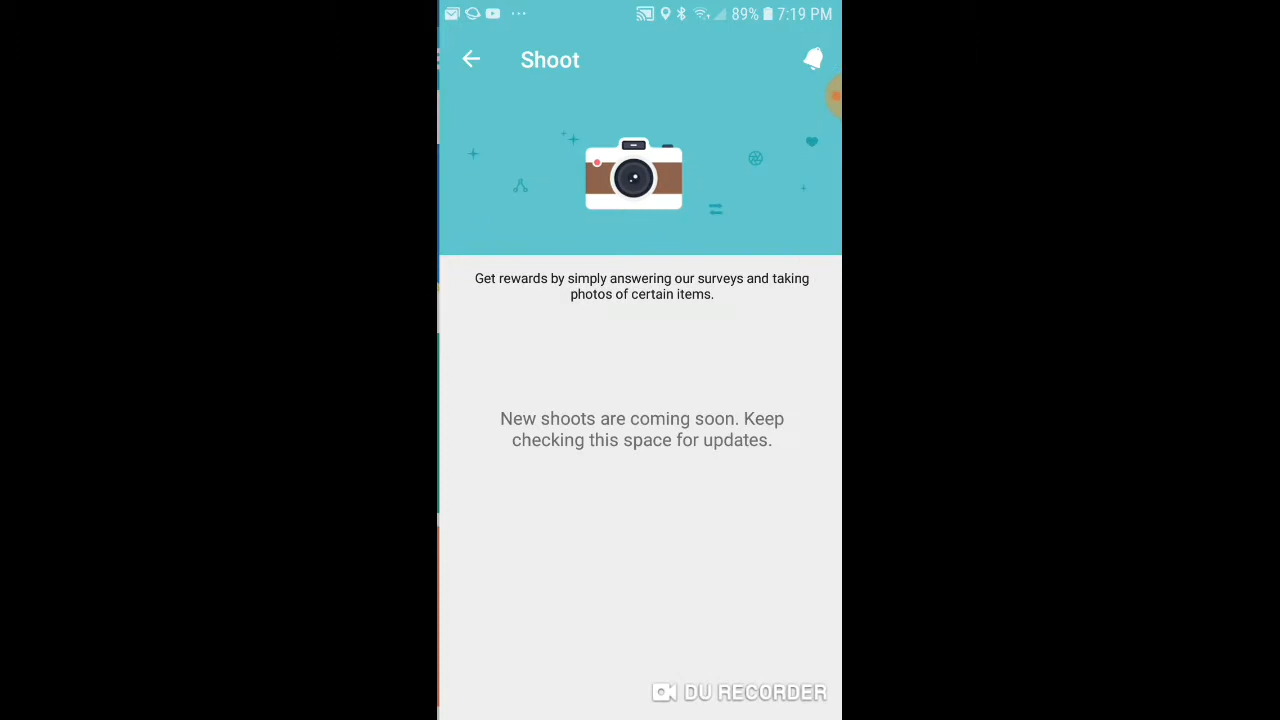 89% 7:19 PM
Shoot
Get rewards by simply answering our surveys and taking
photos of certain items.
New shoots are coming soon. Keep
checking this space for updates.
DU RECORDER